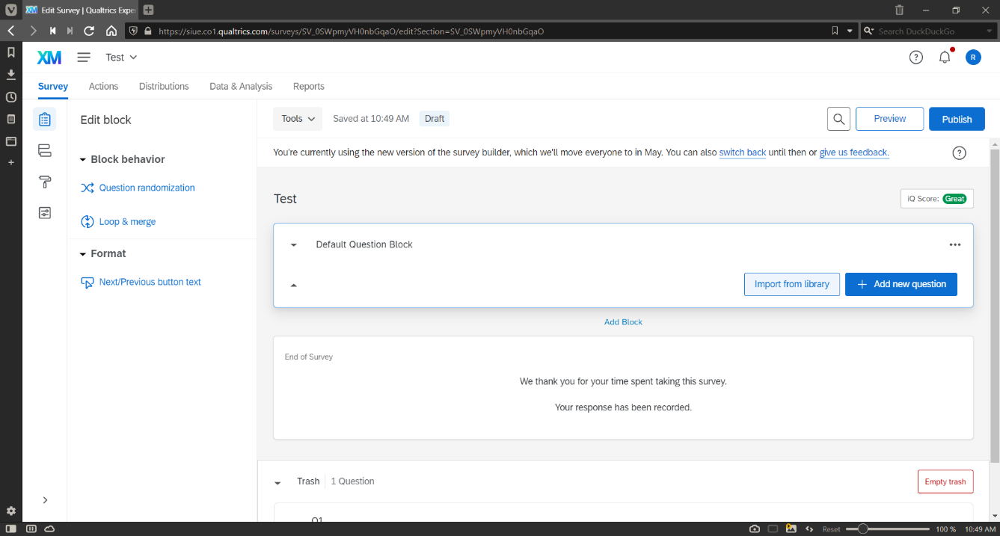 Edit Survey | Qualtrics Expe
https://siue.co1.qualtrics.com/surveys/SV_0SWpmyVH0nbGqaO/edit?Section=SV_0SWpmyVH0nbGqaO
Search DuckDuckGo
XM Test R
Survey Actions Distributions Data & Analysis Reports
Edit block
Tools Saved at 10:49 AM Draft Preview Publish
You're currently using the new version of the survey builder, which we'll move everyone to in May. You can also switch back until then or give us feedback.
Block behavior
Question randomization
Loop & merge
Format
Next/Previous button text
Test iQ Score: Great
Default Question Block
Import from library Add new question
Add Block
End of Survey
We thank you for your time spent taking this survey.
Your response has been recorded.
Trash 1 Question Empty trash
Q1
Reset 100 % 10:49 AM